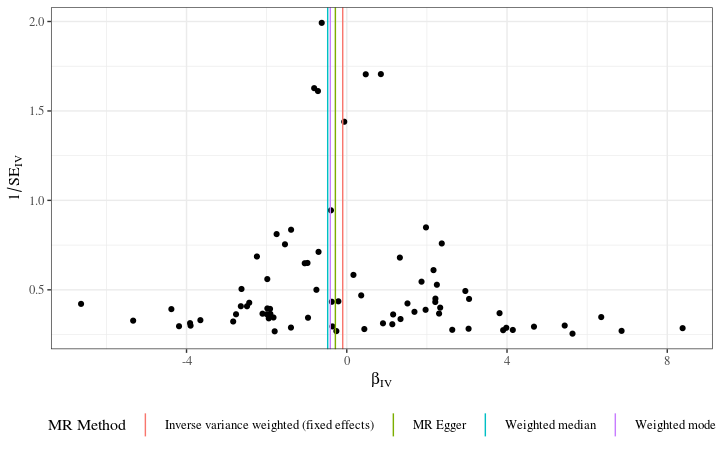 2.0
1.5
1.0
0.5
1/SE_IV
-4
0
4
8
β_IV
MR Method Inverse variance weighted (fixed effects) MR Egger Weighted median Weighted mode